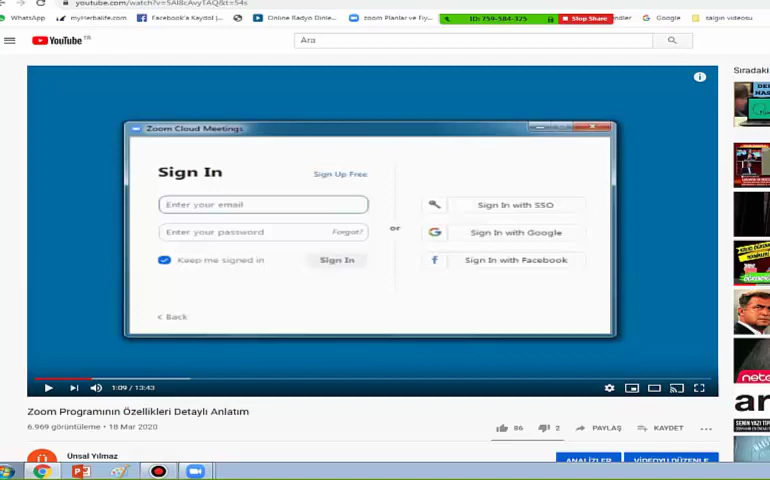 youtube.com/watch?v=5Al8cAvyTAQ&t=54s
WhatsApp
myHerbalife.com
Facebook'a Kaydol |...
Online Radyo Dinle...
zoom Planlar ve Fiy...
ID: 759-584-325
Stop Share
Google
salgın videosu
YouTube TR
Ara
Sıradaki
Zoom Cloud Meetings
Sign In
Sign Up Free
Enter your email
Sign In with SSO
or
Enter your password
Forgot?
Sign In with Google
Keep me signed in
Sign In
Sign In with Facebook
< Back
1:09 / 13:43
Zoom Programının Özellikleri Detaylı Anlatım
6.969 görüntüleme • 18 Mar 2020
86
2
PAYLAŞ
KAYDET
Ünsal Yılmaz
ANALİZLER
VİDEOYU DÜZENLE